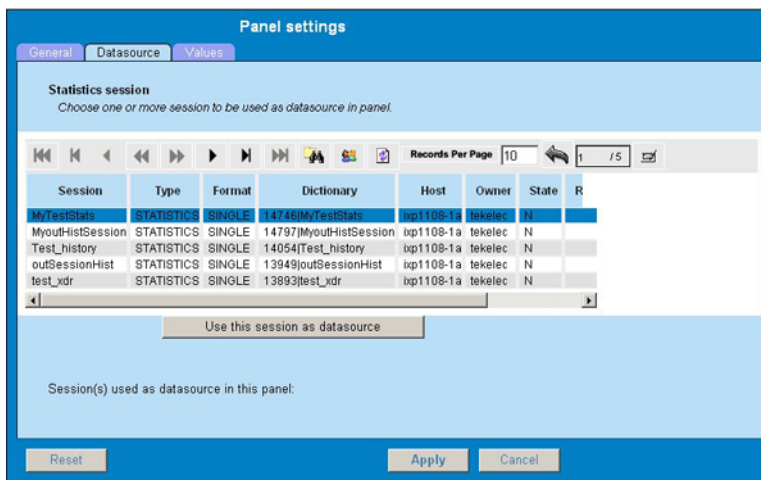 Panel settings
General Datasource Values
Statistics session
Choose one or more session to be used as datasource in panel.
Records Per Page 10 1 /5
Session Type Format Dictionary Host Owner State R
MyTestStats STATISTICS SINGLE 14746|MyTestStats ixp1108-1a tekelec N
MyoutHistSession STATISTICS SINGLE 14797|MyoutHistSession ixp1108-1a tekelec N
Test_history STATISTICS SINGLE 14054|Test_history ixp1108-1a tekelec N
outSessionHist STATISTICS SINGLE 13949|outSessionHist ixp1108-1a tekelec N
test_xdr STATISTICS SINGLE 13893|test_xdr ixp1108-1a tekelec N
Use this session as datasource
Session(s) used as datasource in this panel:
Reset Apply Cancel